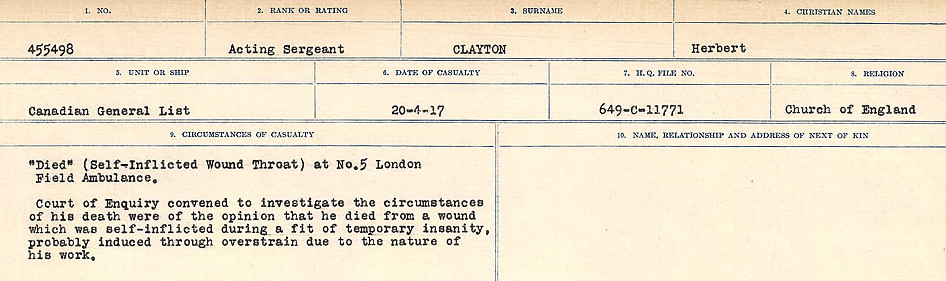 1. NO.
2. RANK OR RATING
3. SURNAME
4. CHRISTIAN NAMES
455498
Acting Sergeant
CLAYTON
Herbert
5. UNIT OR SHIP
6. DATE OF CASUALTY
7. H.Q. FILE NO.
8. RELIGION
Canadian General List
20-4-17
649-C-11771
Church of England
9. CIRCUMSTANCES OF CASUALTY
10. NAME, RELATIONSHIP AND ADDRESS OF NEXT OF KIN
"Died" (Self-Inflicted Wound Throat) at No.5 London
Field Ambulance.
Court of Enquiry convened to investigate the circumstances
of his death were of the opinion that he died from a wound
which was self-inflicted during a fit of temporary insanity,
probably induced through overstrain due to the nature of
his work.